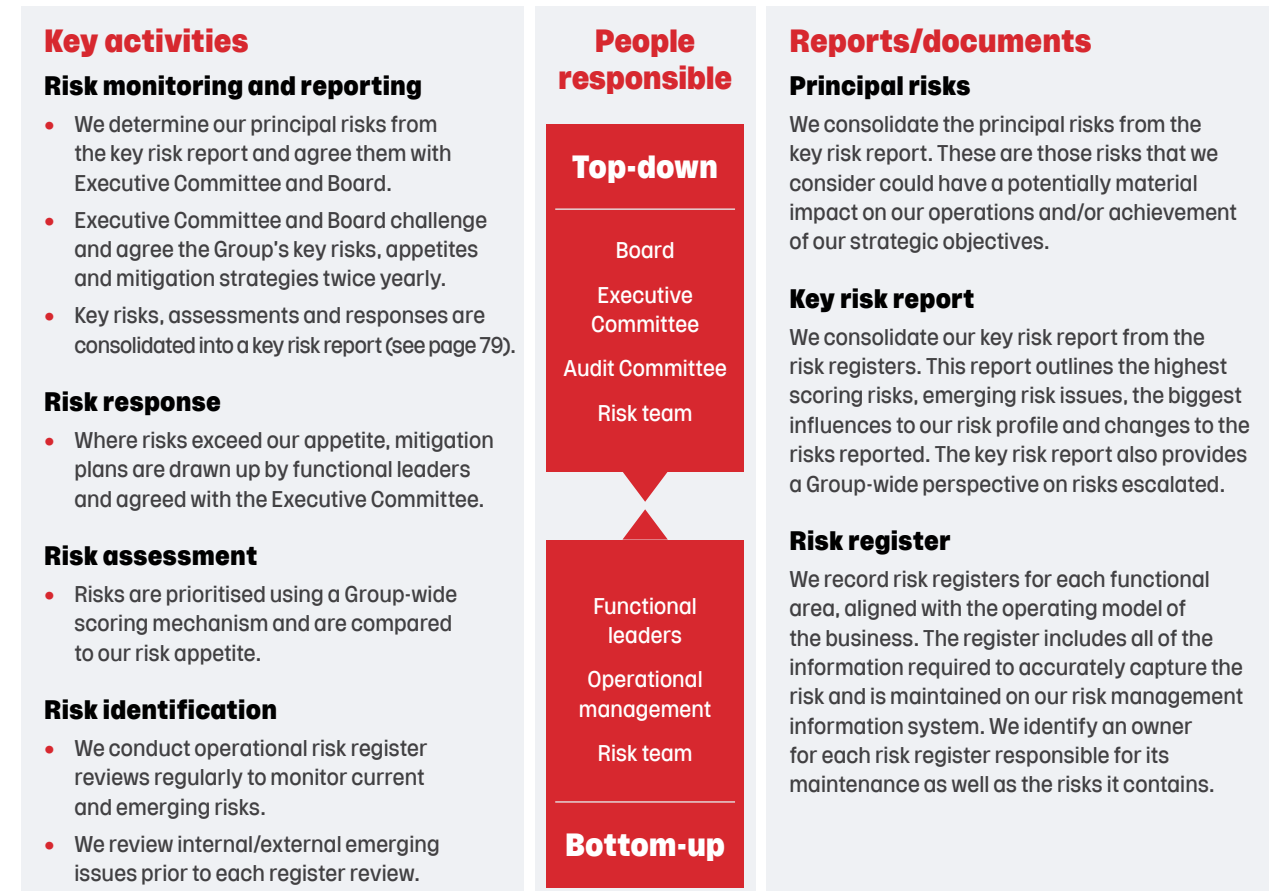 Key activities
Risk monitoring and reporting
• We determine our principal risks from
the key risk report and agree them with
Executive Committee and Board.
• Executive Committee and Board challenge
and agree the Group's key risks, appetites
and mitigation strategies twice yearly.
• Key risks, assessments and responses are
consolidated into a key risk report (see page 79).
Risk response
• Where risks exceed our appetite, mitigation
plans are drawn up by functional leaders
and agreed with the Executive Committee.
Risk assessment
• Risks are prioritised using a Group-wide
scoring mechanism and are compared
to our risk appetite.
Risk identification
• We conduct operational risk register
reviews regularly to monitor current
and emerging risks.
• We review internal/external emerging
issues prior to each register review.
People
responsible
Top-down
Board
Executive
Committee
Audit Committee
Risk team
Functional
leaders
Operational
management
Risk team
Bottom-up
Reports/documents
Principal risks
We consolidate the principal risks from the
key risk report. These are those risks that we
consider could have a potentially material
impact on our operations and/or achievement
of our strategic objectives.
Key risk report
We consolidate our key risk report from the
risk registers. This report outlines the highest
scoring risks, emerging risk issues, the biggest
influences to our risk profile and changes to the
risks reported. The key risk report also provides
a Group-wide perspective on risks escalated.
Risk register
We record risk registers for each functional
area, aligned with the operating model of
the business. The register includes all of the
information required to accurately capture the
risk and is maintained on our risk management
information system. We identify an owner
for each risk register responsible for its
maintenance as well as the risks it contains.